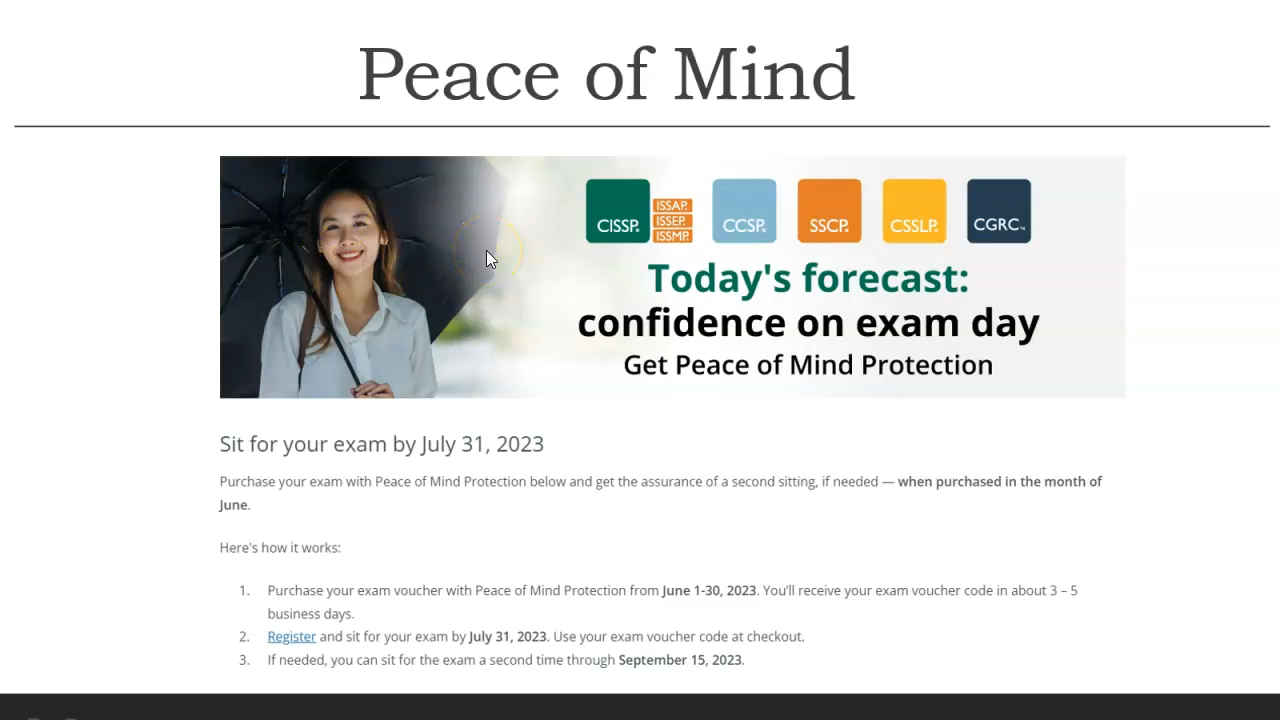 Peace of Mind
CISSP®
ISSAP®
ISSEP®
ISSMP®
CCSP®
SSCP®
CSSLP®
CGRC™
Today's forecast:
confidence on exam day
Get Peace of Mind Protection
Sit for your exam by July 31, 2023
Purchase your exam with Peace of Mind Protection below and get the assurance of a second sitting, if needed — when purchased in the month of
June.
Here's how it works:
1. Purchase your exam voucher with Peace of Mind Protection from June 1-30, 2023. You’ll receive your exam voucher code in about 3 – 5
business days.
2. Register and sit for your exam by July 31, 2023. Use your exam voucher code at checkout.
3. If needed, you can sit for the exam a second time through September 15, 2023.